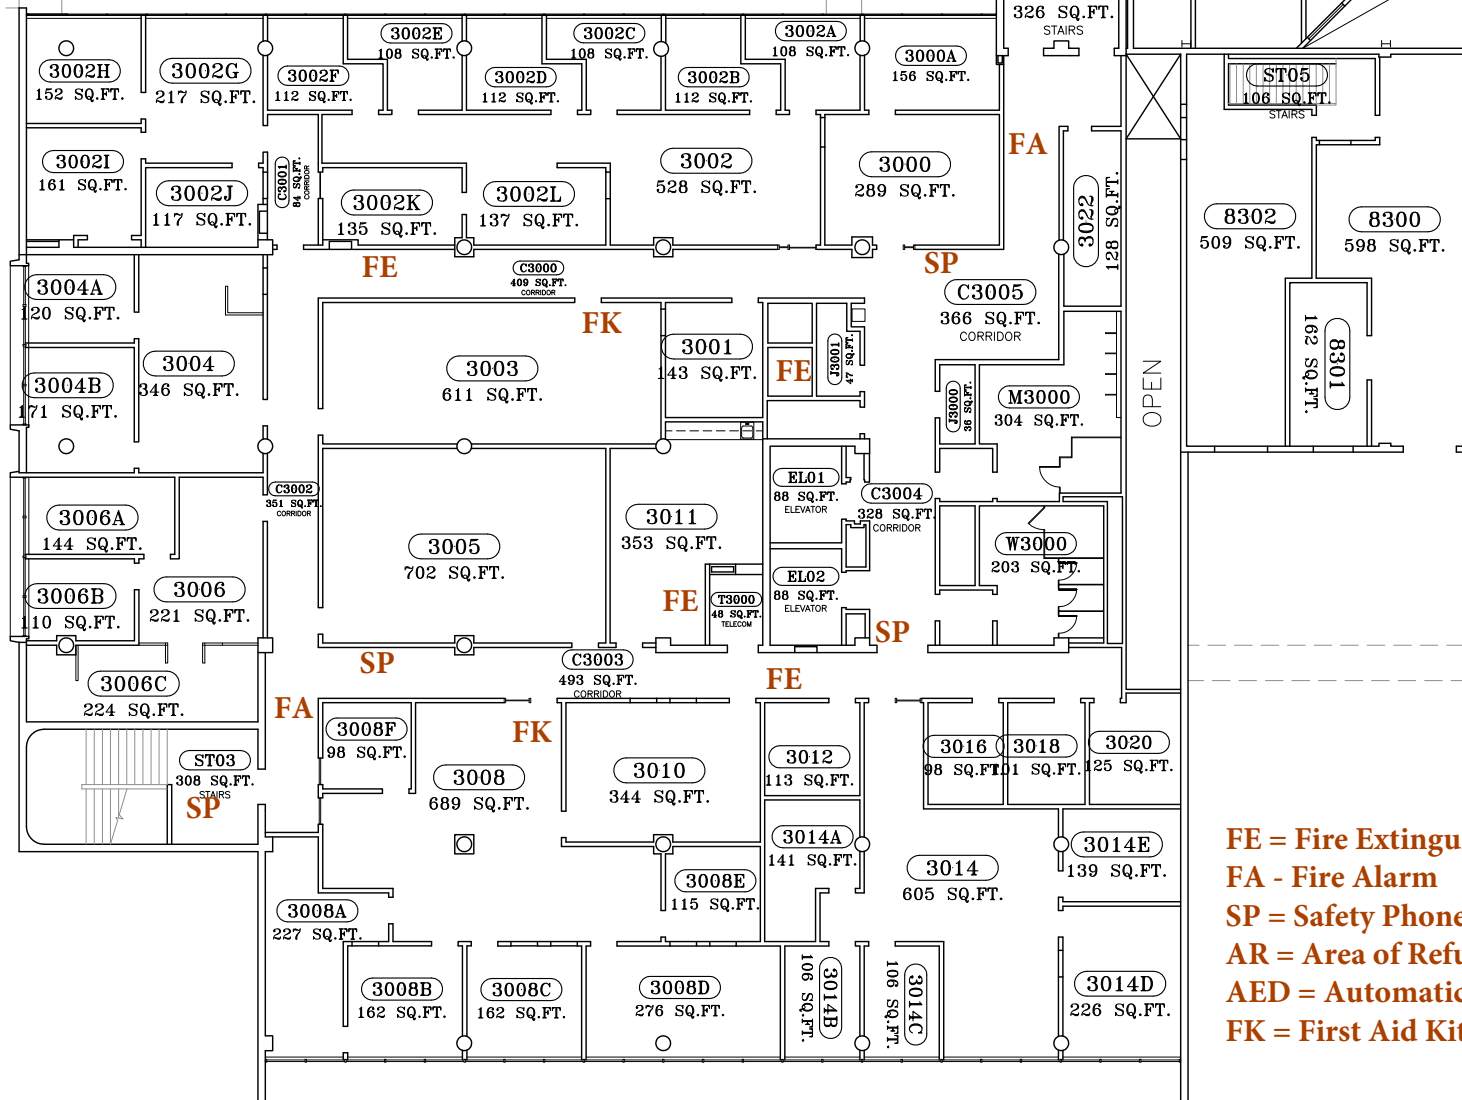 326 SQ.FT.
STAIRS
3002E
108 SQ.FT.
3002C
108 SQ.FT.
3002A
108 SQ.FT.
3000A
156 SQ.FT.
3002H
152 SQ.FT.
3002G
217 SQ.FT.
3002F
112 SQ.FT.
3002D
112 SQ.FT.
3002B
112 SQ.FT.
ST05
106 SQ.FT.
STAIRS
FA
3002I
161 SQ.FT.
3002J
117 SQ.FT.
C3001
84 SQ.FT.
CORRIDOR
3002K
135 SQ.FT.
3002L
137 SQ.FT.
3002
528 SQ.FT.
3000
289 SQ.FT.
3022
128 SQ.FT.
8302
509 SQ.FT.
8300
598 SQ.FT.
FE
C3000
409 SQ.FT.
CORRIDOR
SP
C3005
366 SQ.FT.
CORRIDOR
3004A
120 SQ.FT.
FK
3004
346 SQ.FT.
3004B
171 SQ.FT.
3003
611 SQ.FT.
3001
143 SQ.FT.
FE
J3001
47 SQ.FT.
J3000
36 SQ.FT.
M3000
304 SQ.FT.
OPEN
8301
162 SQ.FT.
C3002
351 SQ.FT.
CORRIDOR
EL01
88 SQ.FT.
ELEVATOR
C3004
328 SQ.FT.
CORRIDOR
3006A
144 SQ.FT.
3005
702 SQ.FT.
3011
353 SQ.FT.
W3000
203 SQ.FT.
3006B
110 SQ.FT.
3006
221 SQ.FT.
FE
T3000
48 SQ.FT.
TELECOM
EL02
88 SQ.FT.
ELEVATOR
SP
SP
C3003
493 SQ.FT.
CORRIDOR
FE
3006C
224 SQ.FT.
FA
FK
3008F
98 SQ.FT.
3008
689 SQ.FT.
3010
344 SQ.FT.
3012
113 SQ.FT.
3016
98 SQ.FT.
3018
101 SQ.FT.
3020
125 SQ.FT.
ST03
308 SQ.FT.
STAIRS
SP
3014A
141 SQ.FT.
3014
605 SQ.FT.
3014E
139 SQ.FT.
3008E
115 SQ.FT.
3008A
227 SQ.FT.
3008B
162 SQ.FT.
3008C
162 SQ.FT.
3008D
276 SQ.FT.
3014B
106 SQ.FT.
3014C
106 SQ.FT.
3014D
226 SQ.FT.
FE = Fire Extingu
FA - Fire Alarm
SP = Safety Phone
AR = Area of Refu
AED = Automatic
FK = First Aid Kit